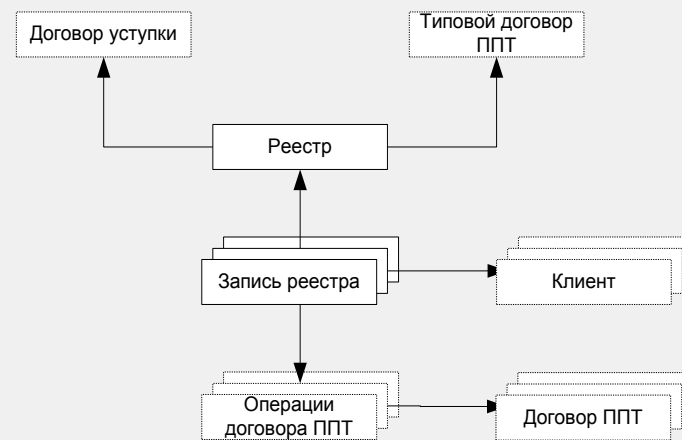 Договор уступки
Типовой договор
ППТ
Реестр
Запись реестра
Клиент
Операции
договора ППТ
Договор ППТ